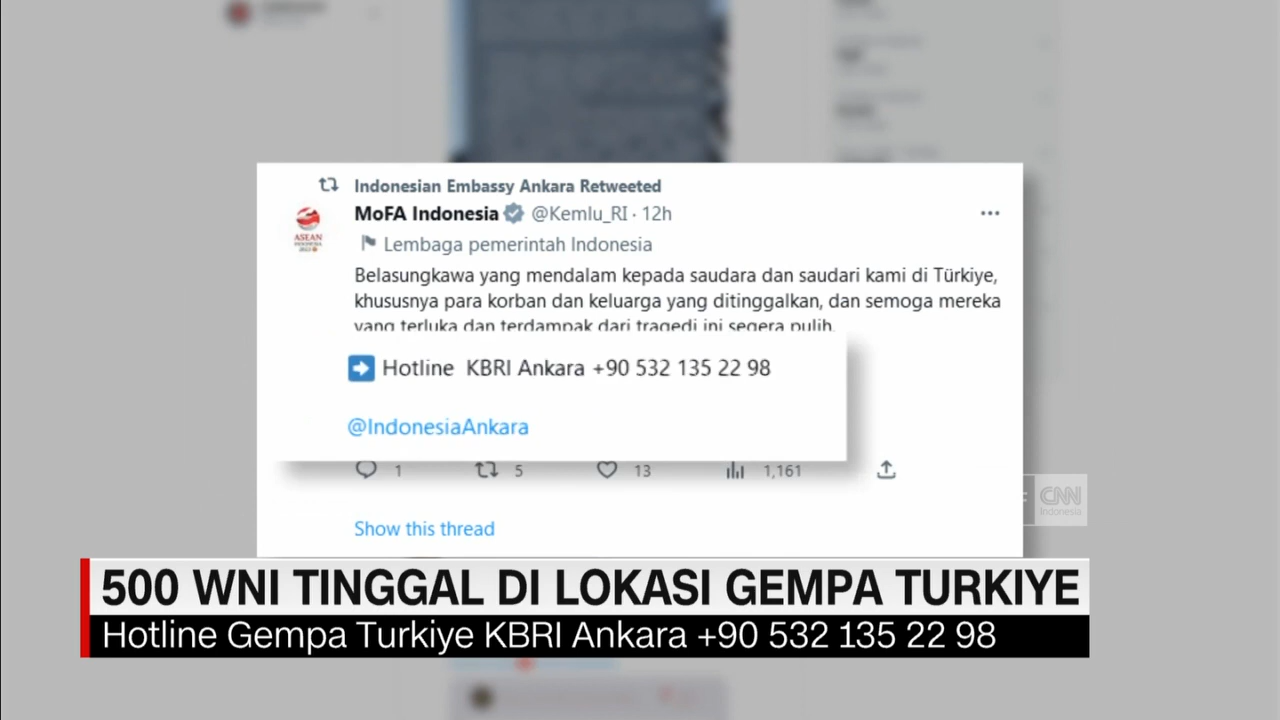 Indonesian Embassy Ankara Retweeted
MoFA Indonesia @Kemlu_RI · 12h
ASEAN
Lembaga pemerintah Indonesia
Belasungkawa yang mendalam kepada saudara dan saudari kami di Türkiye,
khususnya para korban dan keluarga yang ditinggalkan, dan semoga mereka
yang terluka dan terdampak dari tragedi ini segera pulih.
Hotline KBRI Ankara +90 532 135 22 98
@IndonesiaAnkara
1 5 13 1,161
Show this thread
CNN
Indonesia
500 WNI TINGGAL DI LOKASI GEMPA TURKIYE
Hotline Gempa Turkiye KBRI Ankara +90 532 135 22 98